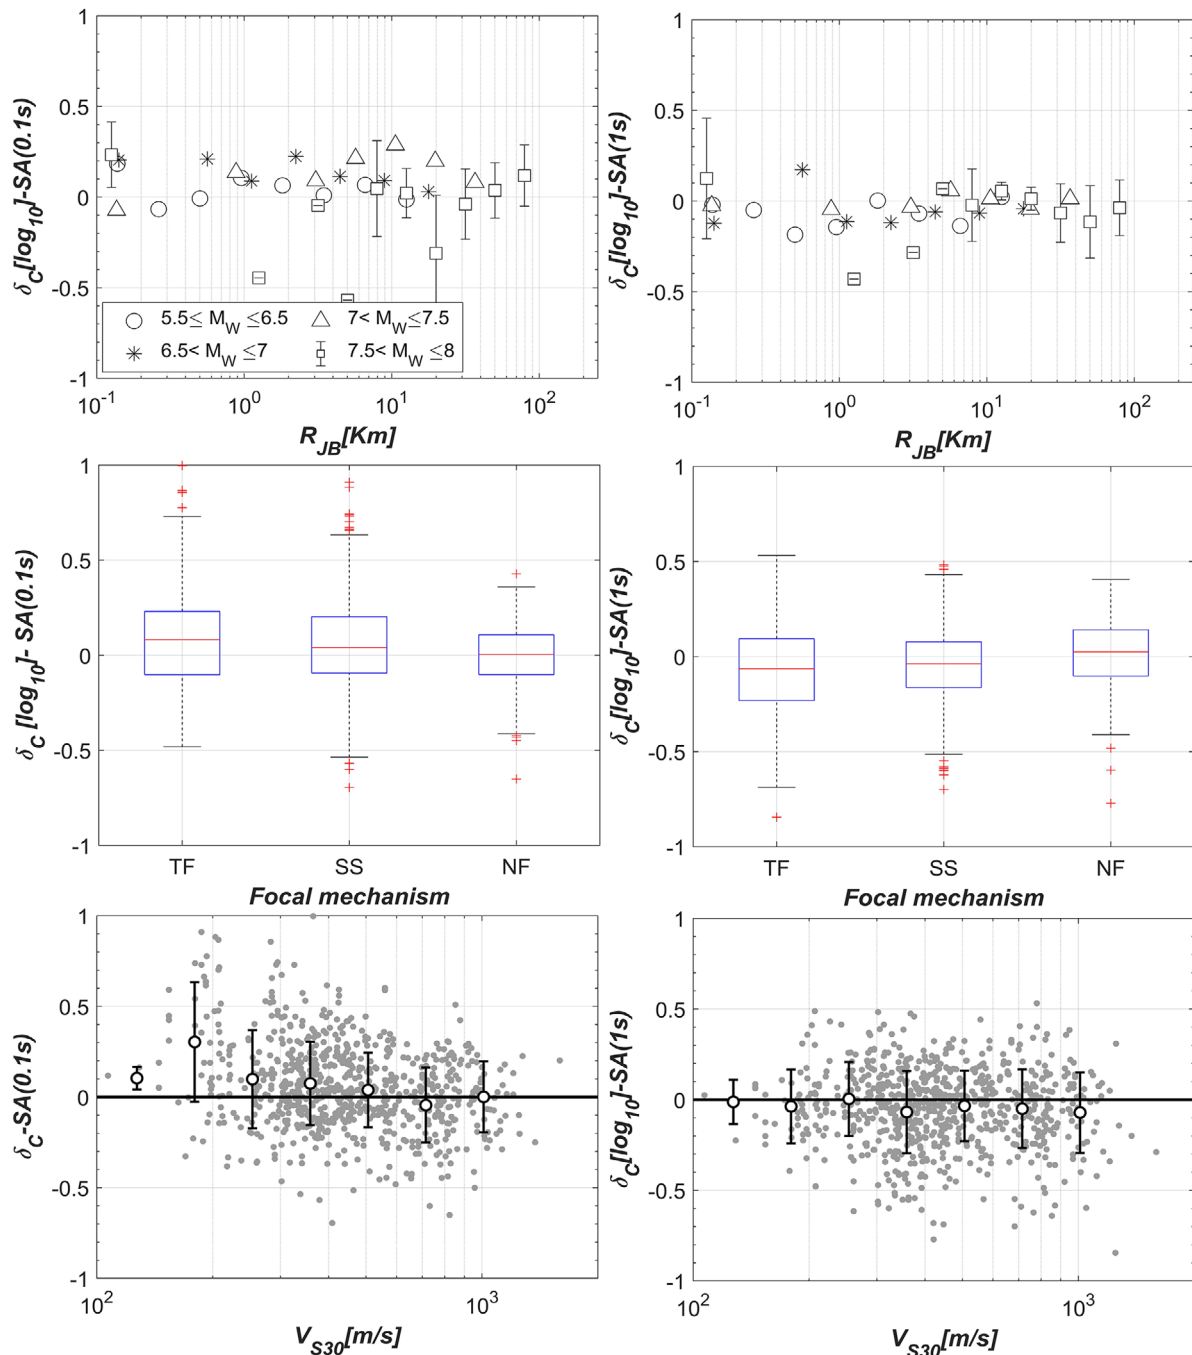 δC[log10]-SA(0.1s)
1
0.5
0
-0.5
-1
5.5≤ MW ≤6.5
7< MW ≤7.5
6.5< MW ≤7
7.5< MW ≤8
10-1
100
101
102
RJB[Km]
δC[log10]-SA(1s)
1
0.5
0
-0.5
-1
10-1
100
101
102
RJB[Km]
δC[log10]- SA(0.1s)
1
0.5
0
-0.5
-1
TF
SS
NF
Focal mechanism
δC[log10]-SA(1s)
1
0.5
0
-0.5
-1
TF
SS
NF
Focal mechanism
δC-SA(0.1s)
1
0.5
0
-0.5
-1
102
103
VS30[m/s]
δC[log10]-SA(1s)
1
0.5
0
-0.5
-1
102
103
VS30[m/s]